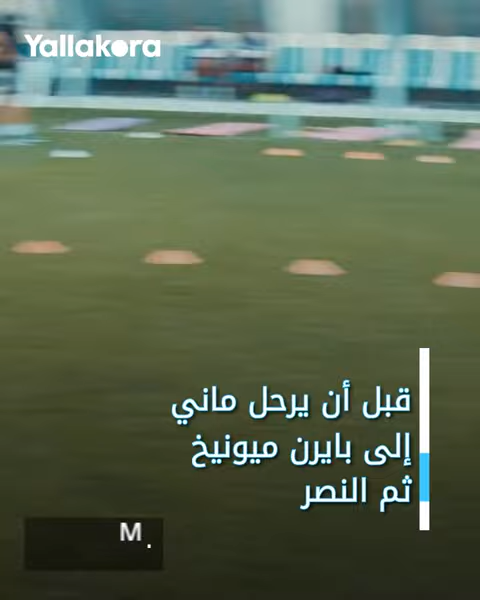 Yallakora
قبل أن يرحل ماني
إلى بايرن ميونيخ
ثم النصر
M.